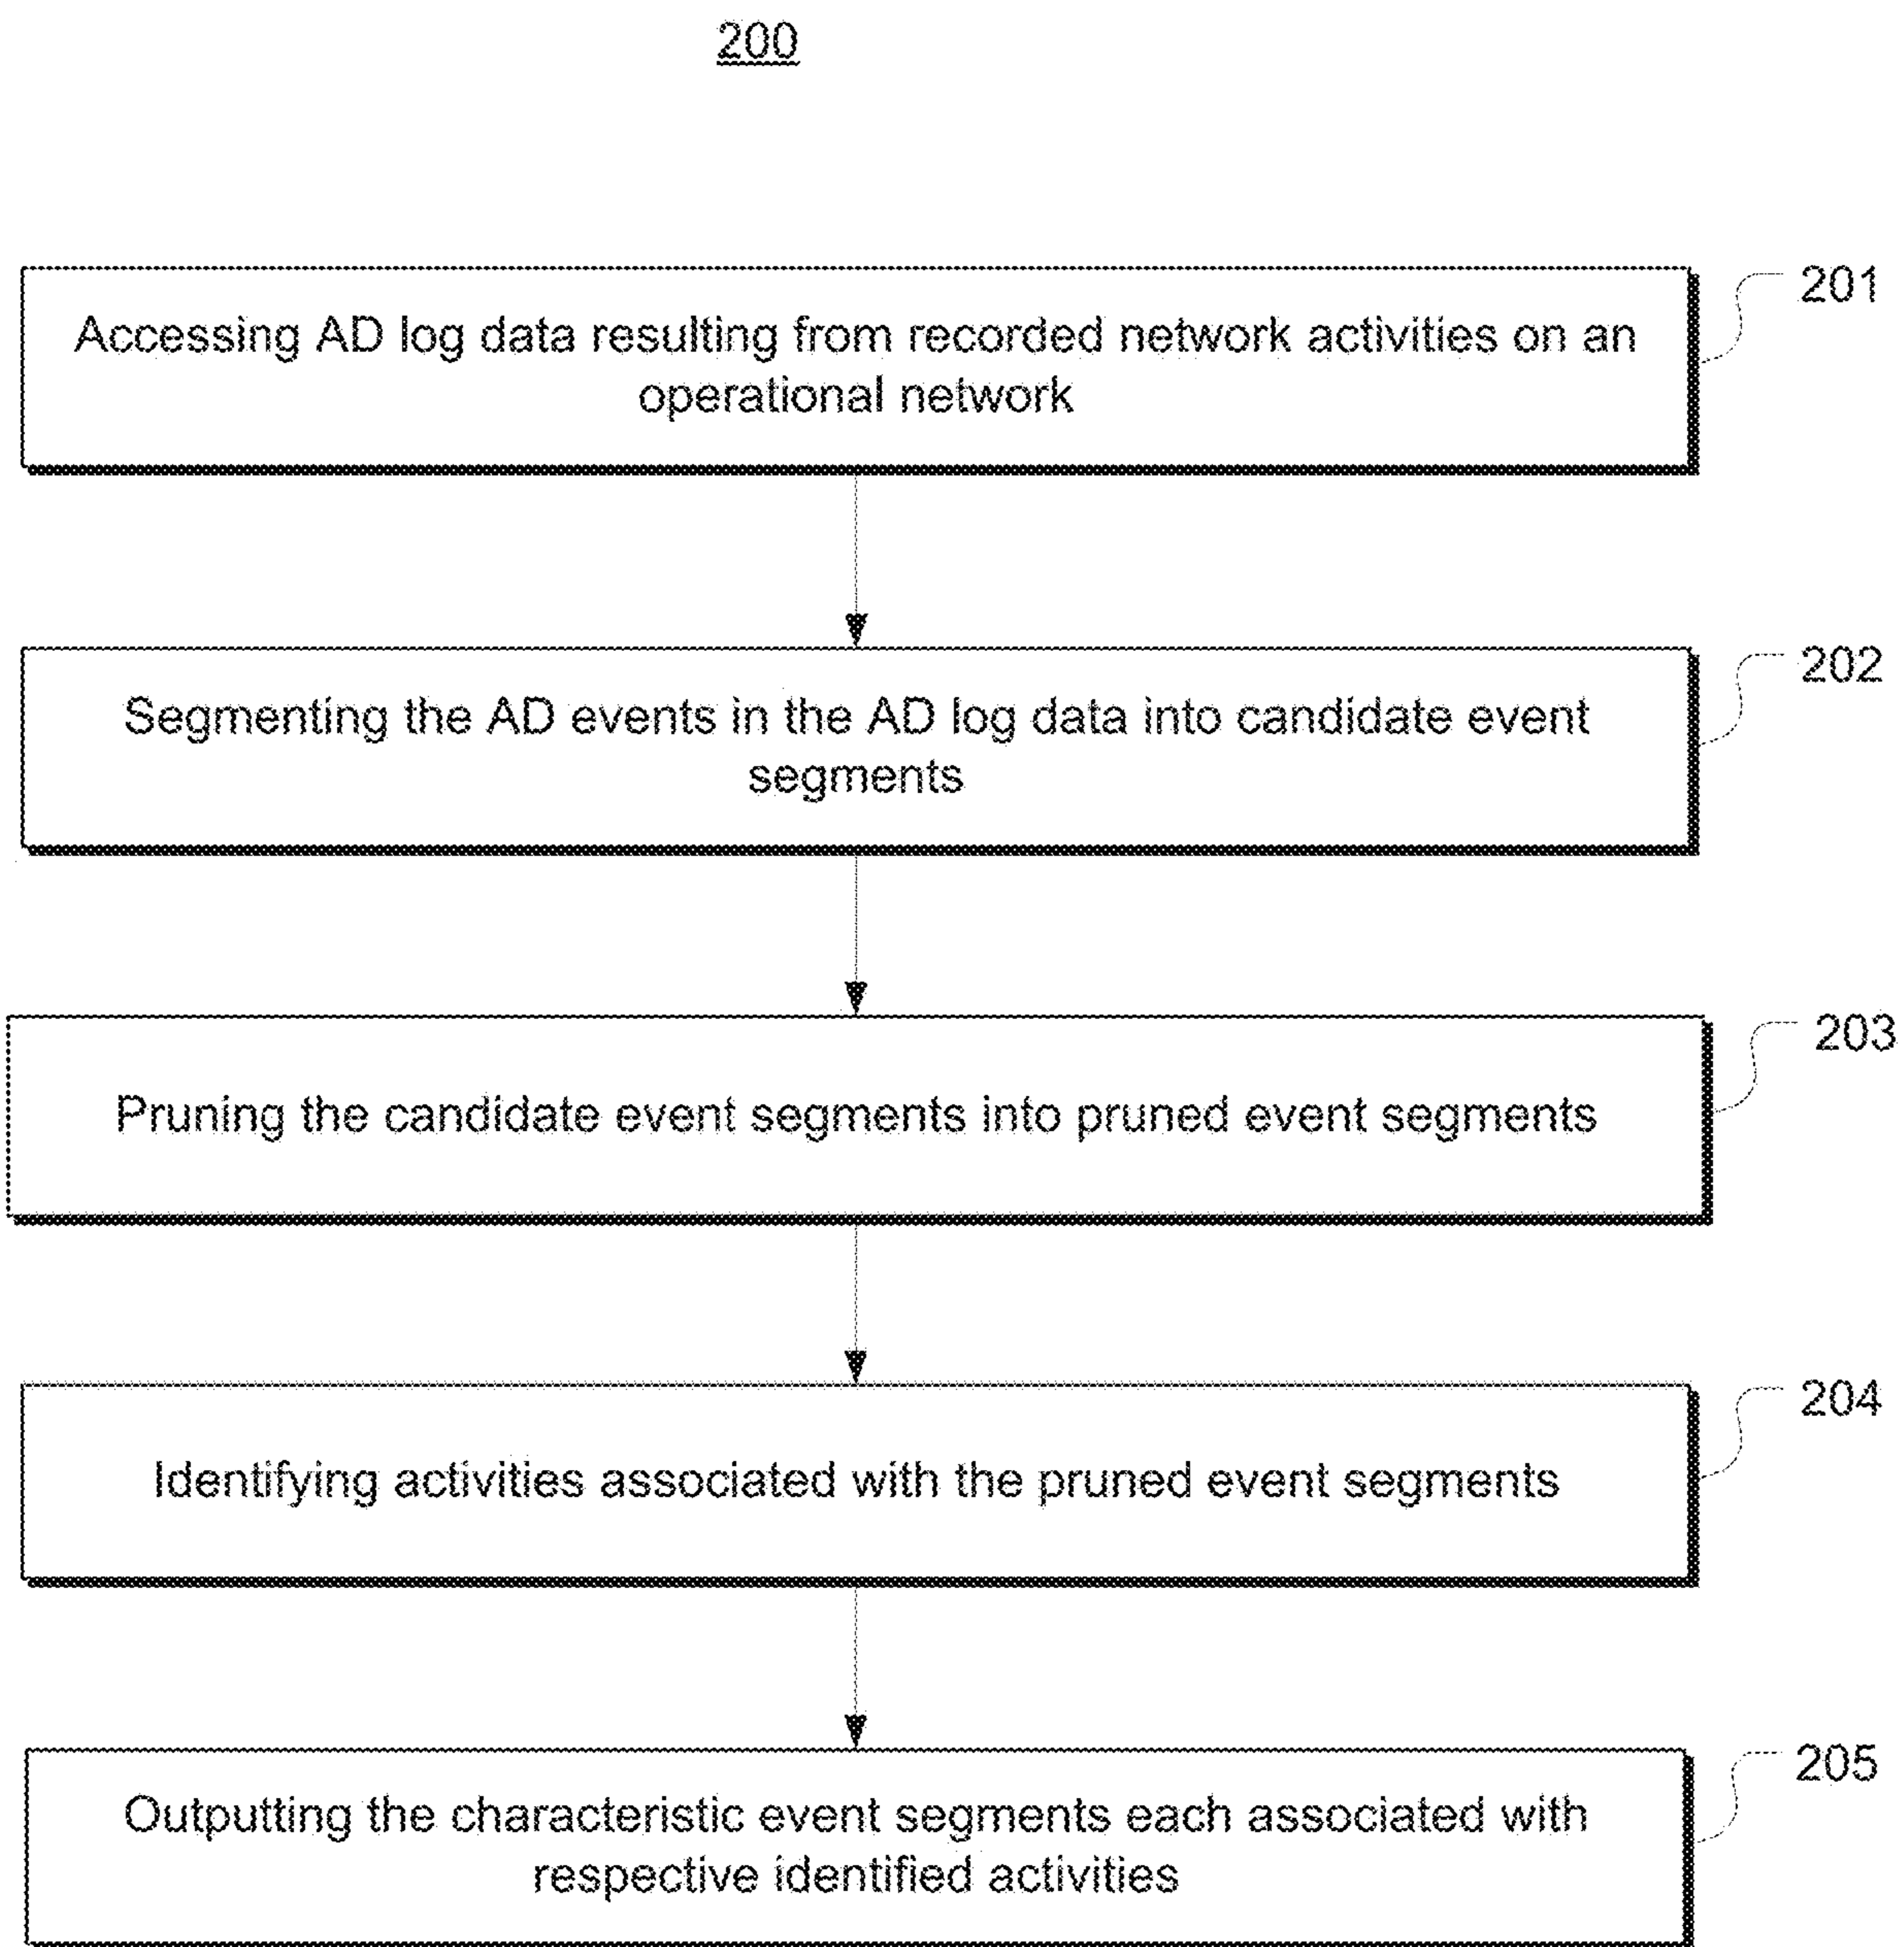 200
201
Accessing AD log data resulting from recorded network activities on an
operational network
202
Segmenting the AD events in the AD log data into candidate event
segments
203
Pruning the candidate event segments into pruned event segments
204
Identifying activities associated with the pruned event segments
205
Outputting the characteristic event segments each associated with
respective identified activities